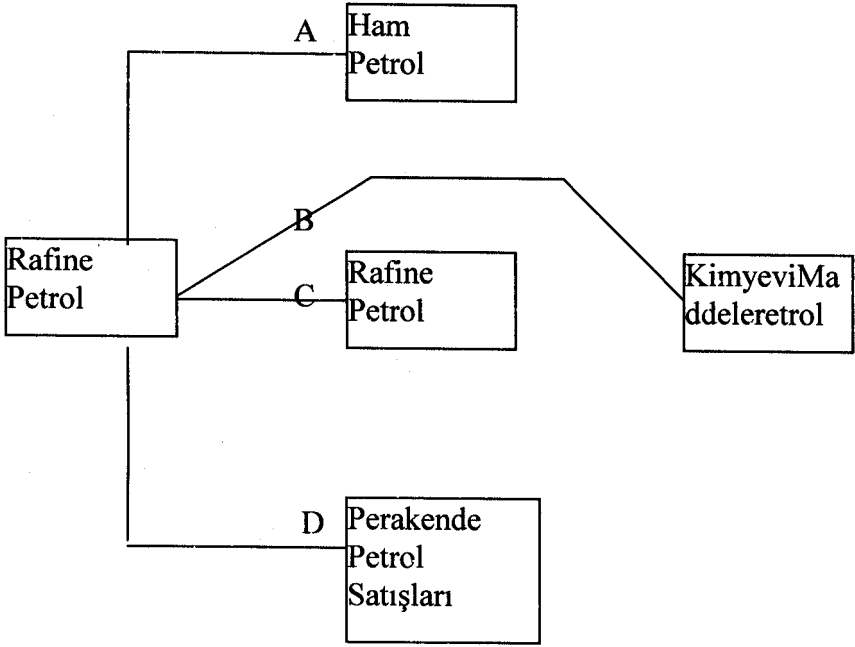 A
Ham
Petrol
B
Rafine
Petrol
C
Rafine
Petrol
KimyeviMa
ddeleretrol
D
Perakende
Petrol
Satışları